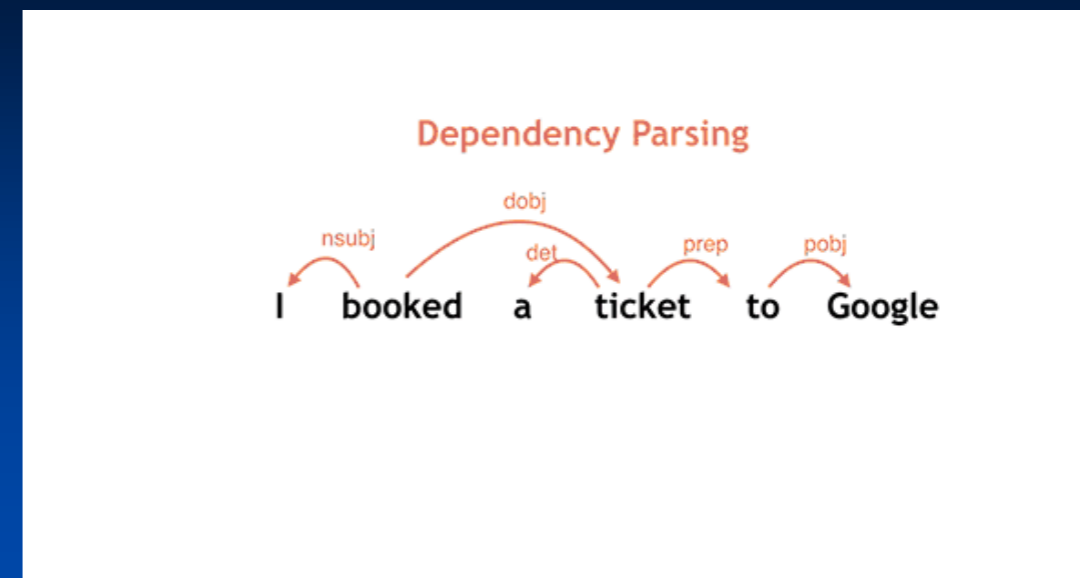 Dependency Parsing
dobj
nsubj det prep pobj
I booked a ticket to Google